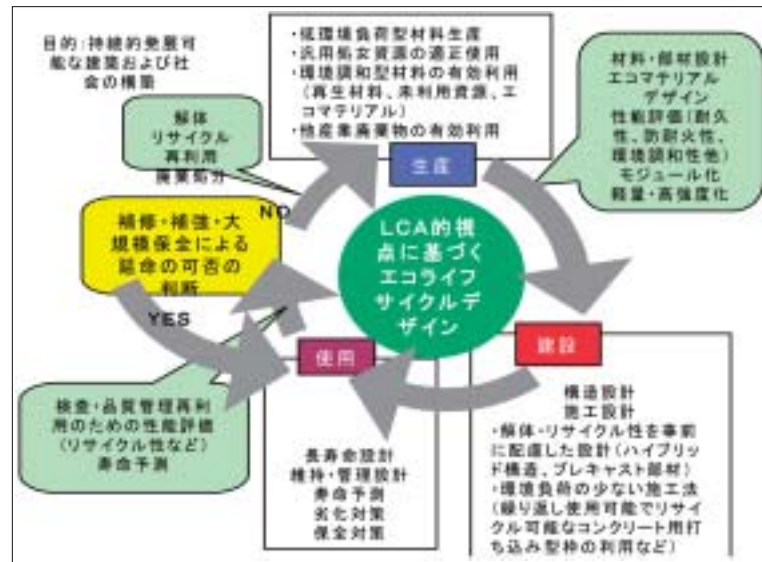 目的:持続的発展可
能な建築および社
会の構築
・低環境負荷型材料生産
・汎用処女資源の適正使用
・環境調和型材料の有効利用
(再生材料、未利用資源、エ
コマテリアル)
・他産業廃棄物の有効利用
生産
材料・部材設計
エコマテリアル
デザイン
性能評価(耐久
性、防耐火性、
環境調和性他)
モジュール化
軽量・高強度化
解体
リサイクル
再利用
廃棄処分
NO
補修・補強・大
規模保全による
延命の可否の
判断
YES
LCA的視
点に基づく
エコライフ
サイクルデ
ザイン
使用
建設
検査・品質管理再利
用のための性能評価
(リサイクル性など)
寿命予測
長寿命設計
維持・管理設計
寿命予測
劣化対策
保全対策
構造設計
施工設計
・解体・リサイクル性を事前
に配慮した設計(ハイブリッ
ド構造、プレキャスト部材)
・環境負荷の少ない施工法
(繰り返し使用可能でリサイ
クル可能なコンクリート用打
ち込み型枠の利用など)